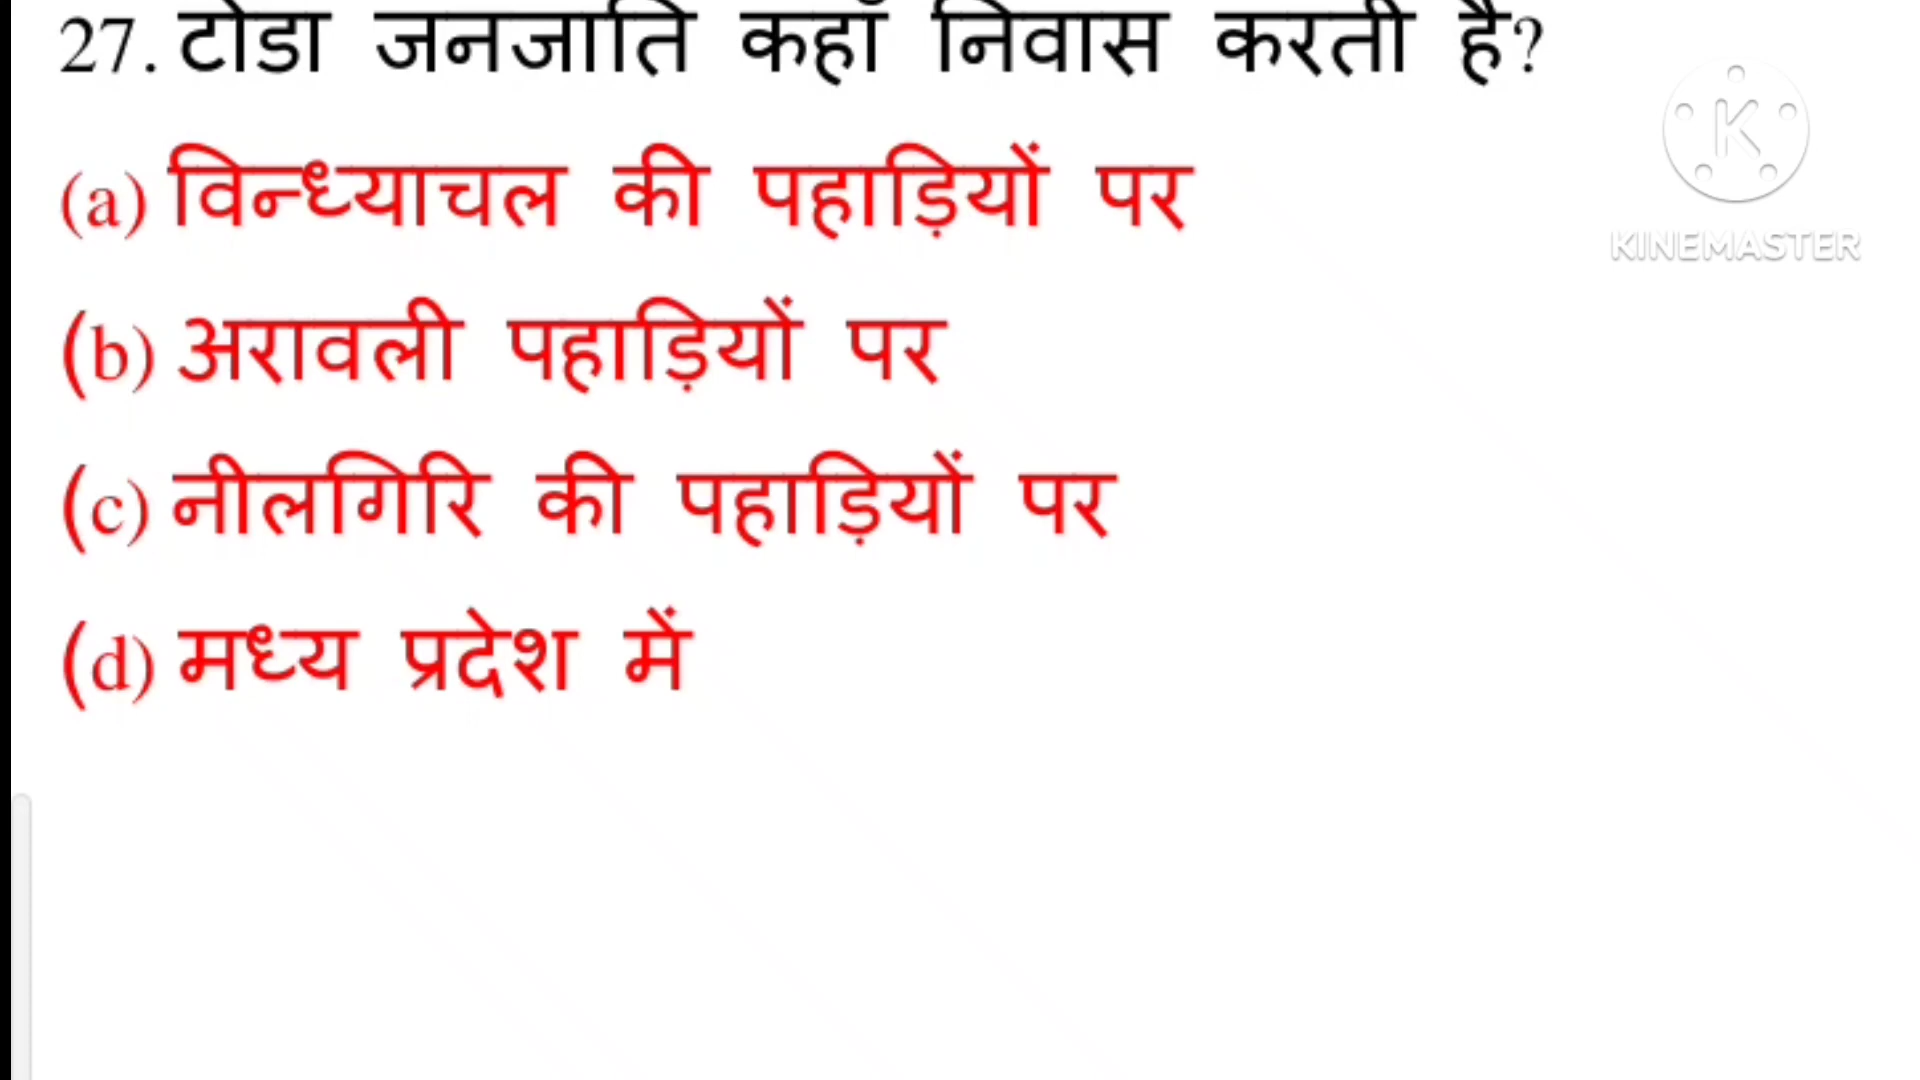 27. टोडा जनजाति कहाँ निवास करती है?
(a) विन्ध्याचल की पहाड़ियों पर
(b) अरावली पहाड़ियों पर
(c) नीलगिरि की पहाड़ियों पर
(d) मध्य प्रदेश में
K
KINEMASTER